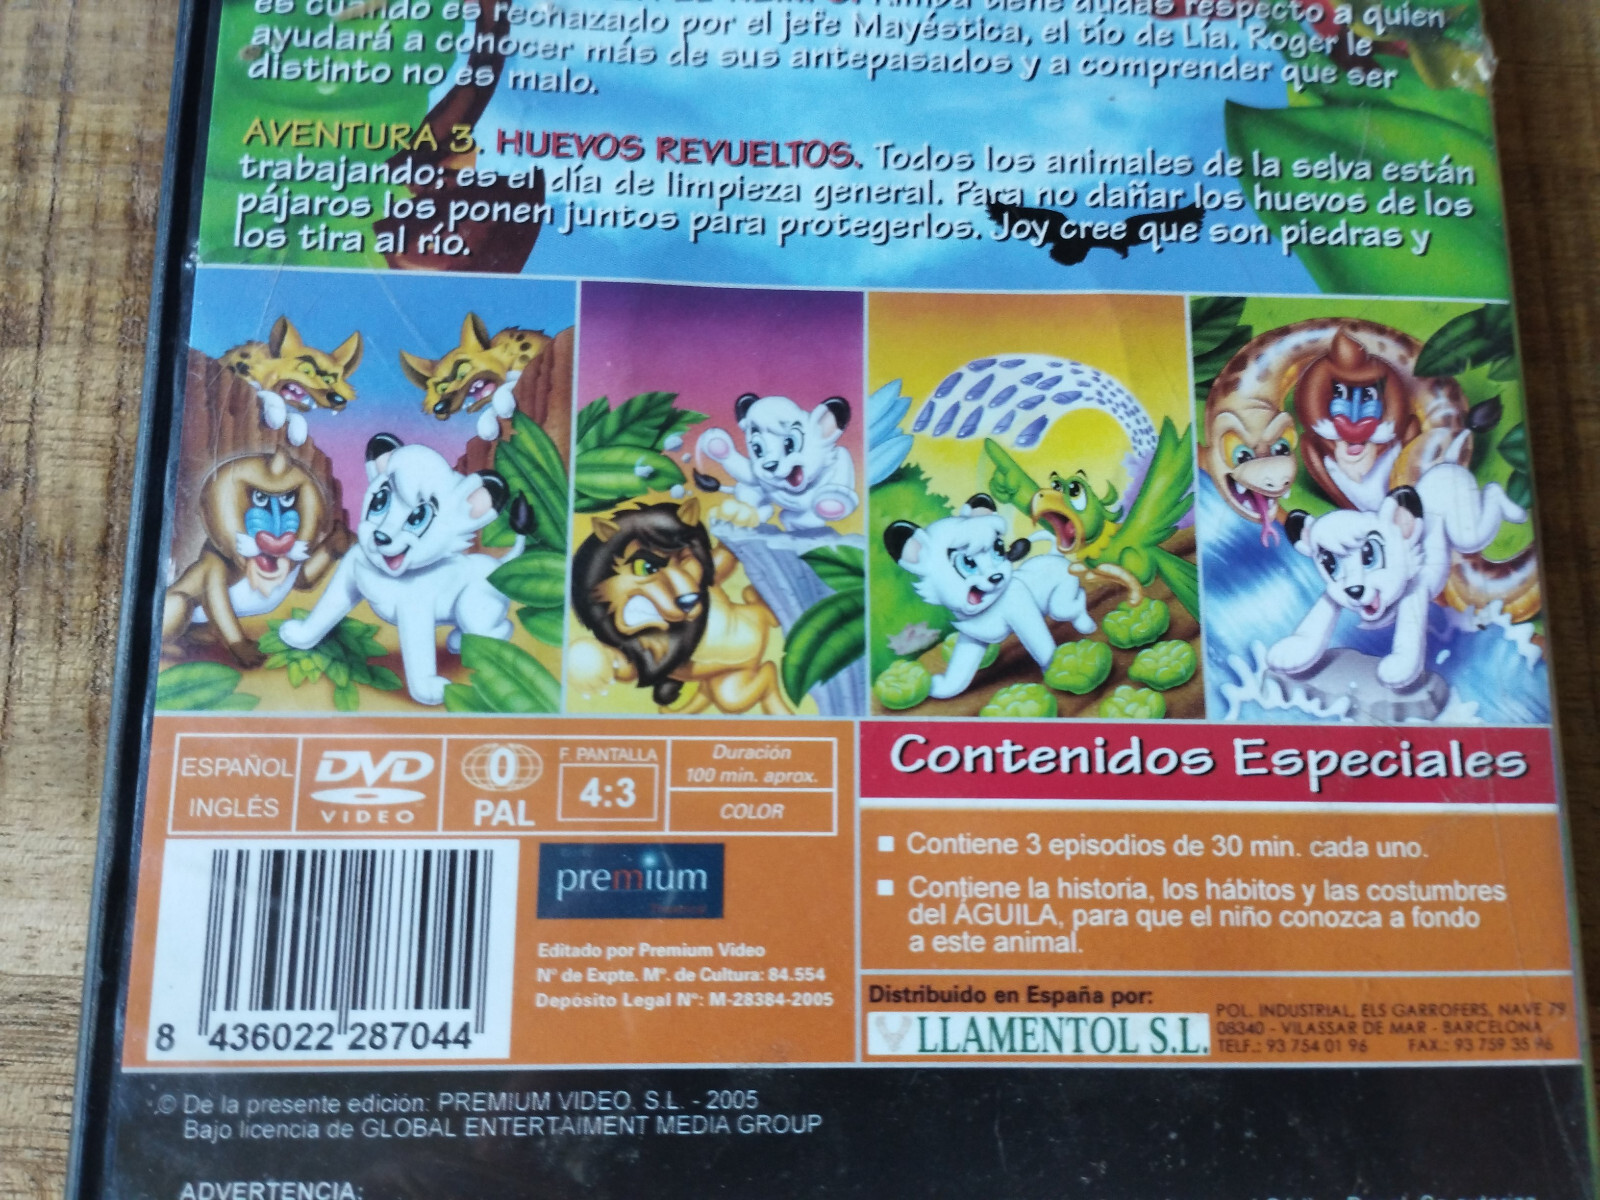 es cuando es rechazado por el jefe Mayéstica, el tío de Lía. Roger le
ayudará a conocer más de sus antepasados y a comprender que ser
distinto no es malo.
AVENTURA 3. HUEVOS REVUELTOS. Todos los animales de la selva están
trabajando; es el día de limpieza general. Para no dañar los huevos de los
pájaros los ponen juntos para protegerlos. Joy cree que son piedras y
los tira al río.
ESPAÑOL
INGLÉS
DVD
VIDEO
0
PAL
F. PANTALLA
4:3
Duración
100 min. aprox.
COLOR
Contenidos Especiales
Contiene 3 episodios de 30 min. cada uno.
Contiene la historia, los hábitos y las costumbres
del ÁGUILA, para que el niño conozca a fondo
a este animal.
8 436022 287044
premium
Editado por Premium Video
Nº de Expte. Mº. de Cultura: 84.554
Depósito Legal Nº: M-28384-2005
Distribuido en España por:
LLAMENTOL S.L.
POL. INDUSTRIAL, ELS GARROFERS, NAVE 79
08340 - VILASSAR DE MAR - BARCELONA
TELF.: 93 754 01 96 FAX.: 93 759 35 96
© De la presente edición: PREMIUM VIDEO, S.L. - 2005
Bajo licencia de GLOBAL ENTERTAIMENT MEDIA GROUP
ADVERTENCIA: